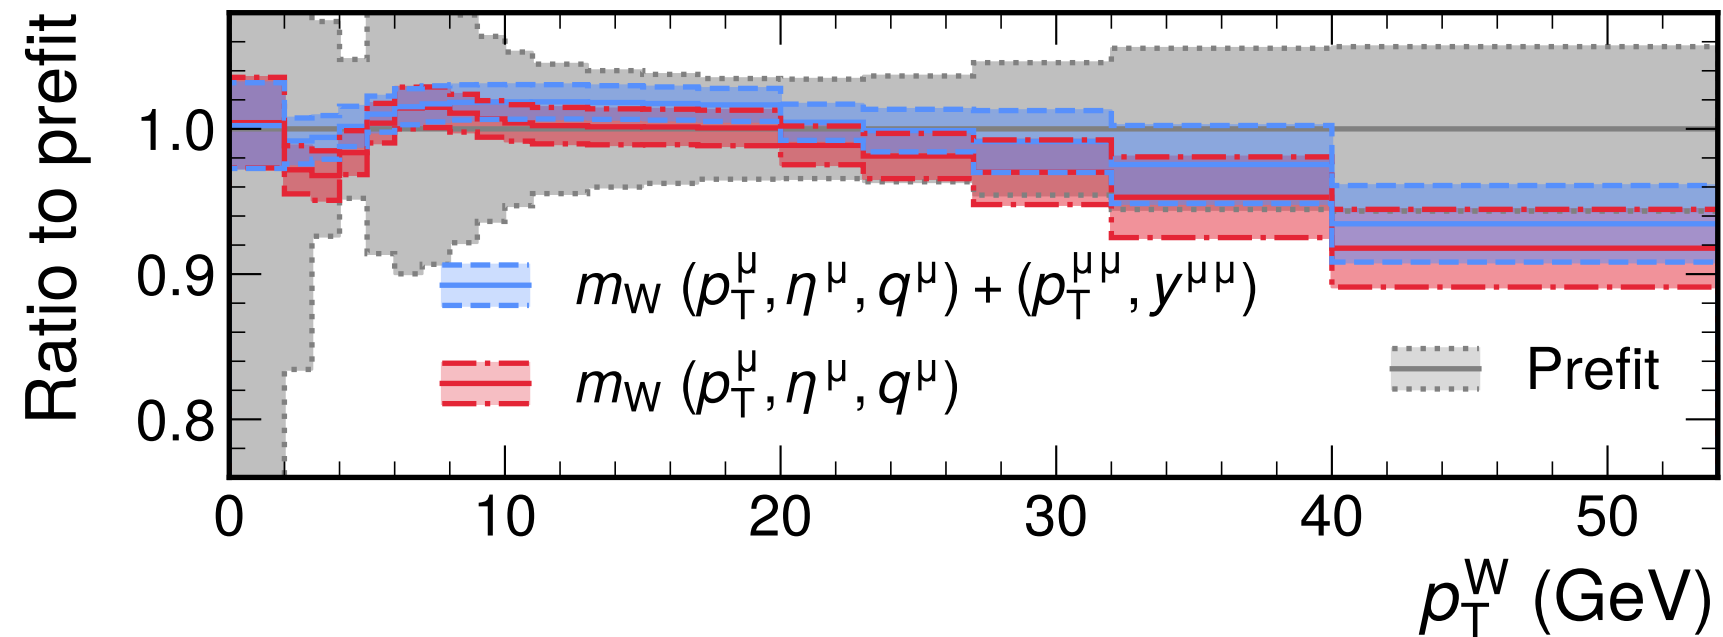 Ratio to prefit
1.0
0.9
0.8
m_W (p_T^μ, η^μ, q^μ) + (p_T^μμ, y^μμ)
m_W (p_T^μ, η^μ, q^μ)
Prefit
0 10 20 30 40 50
p_T^W (GeV)